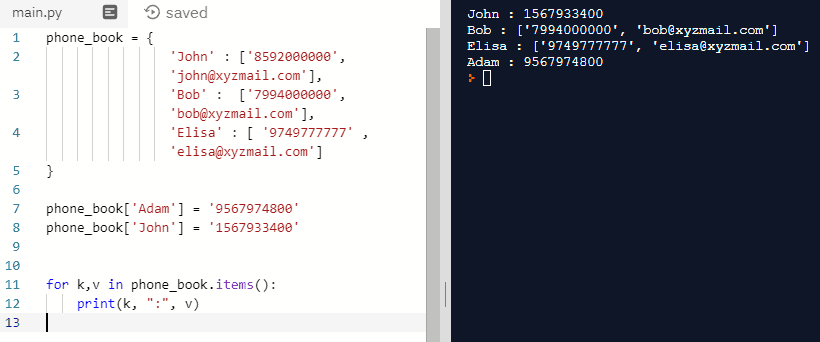 main.py saved
1 phone_book = {
2 'John' : ['8592000000',
'john@xyzmail.com'],
3 'Bob' :  ['7994000000',
'bob@xyzmail.com'],
4 'Elisa' : [ '9749777777' ,
'elisa@xyzmail.com']
5 }
6
7 phone_book['Adam'] = '9567974800'
8 phone_book['John'] = '1567933400'
9
10
11 for k,v in phone_book.items():
12     print(k, ":", v)
13
John : 1567933400
Bob : ['7994000000', 'bob@xyzmail.com']
Elisa : ['9749777777', 'elisa@xyzmail.com']
Adam : 9567974800
>